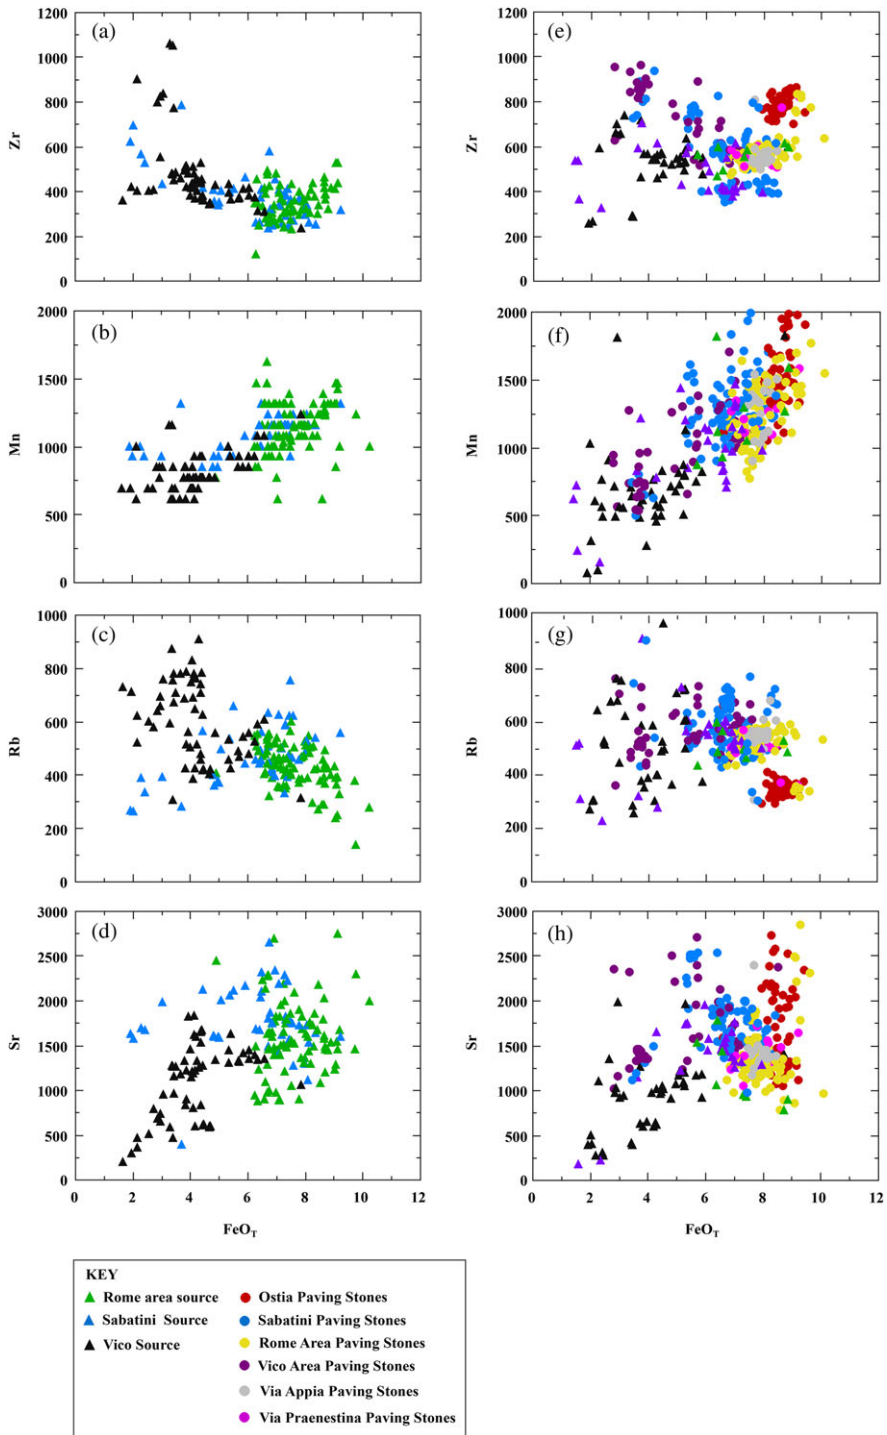 (a)
1200
1000
800
600
400
200
0
Zr
(e)
1200
1000
800
600
400
200
0
Zr
(b)
2000
1500
1000
500
0
Mn
(f)
2000
1500
1000
500
0
Mn
(c)
1000
800
600
400
200
0
Rb
(g)
1000
800
600
400
200
0
Rb
(d)
3000
2500
2000
1500
1000
500
0
Sr
0 2 4 6 8 10 12
FeOT
(h)
3000
2500
2000
1500
1000
500
0
Sr
0 2 4 6 8 10 12
FeOT
KEY
Rome area source
Sabatini Source
Vico Source
Ostia Paving Stones
Sabatini Paving Stones
Rome Area Paving Stones
Vico Area Paving Stones
Via Appia Paving Stones
Via Praenestina Paving Stones